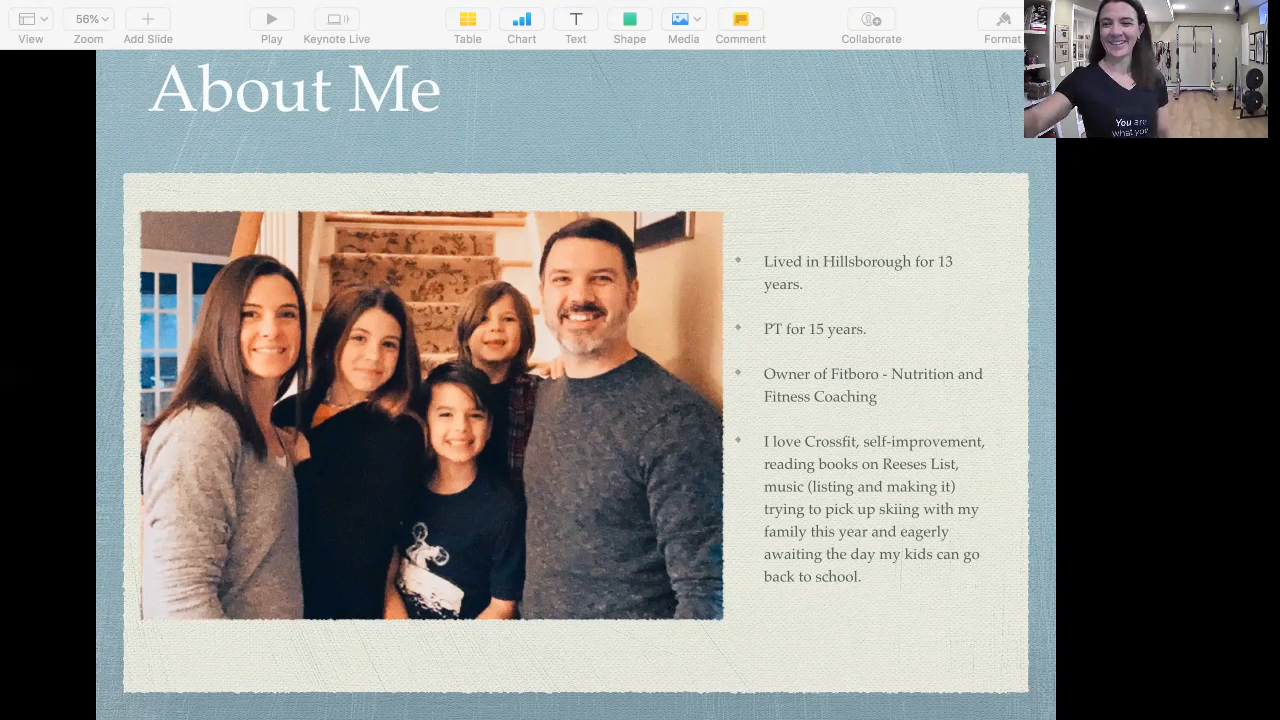 View
Zoom
Add Slide
Play
Keynote Live
Table
Chart
Text
Shape
Media
Comment
Collaborate
Format
56%
You are
what you
About Me
Lived in Hillsborough for 13
years.
PT for 15 years.
Owner of Fitboro - Nutrition and
Fitness Coaching
I love Crossfit, self-improvement,
reading books on Reeses List,
music (listing and making it)
trying to pick up skiing with my
family this year and eagerly
awaiting the day my kids can go
back to school.